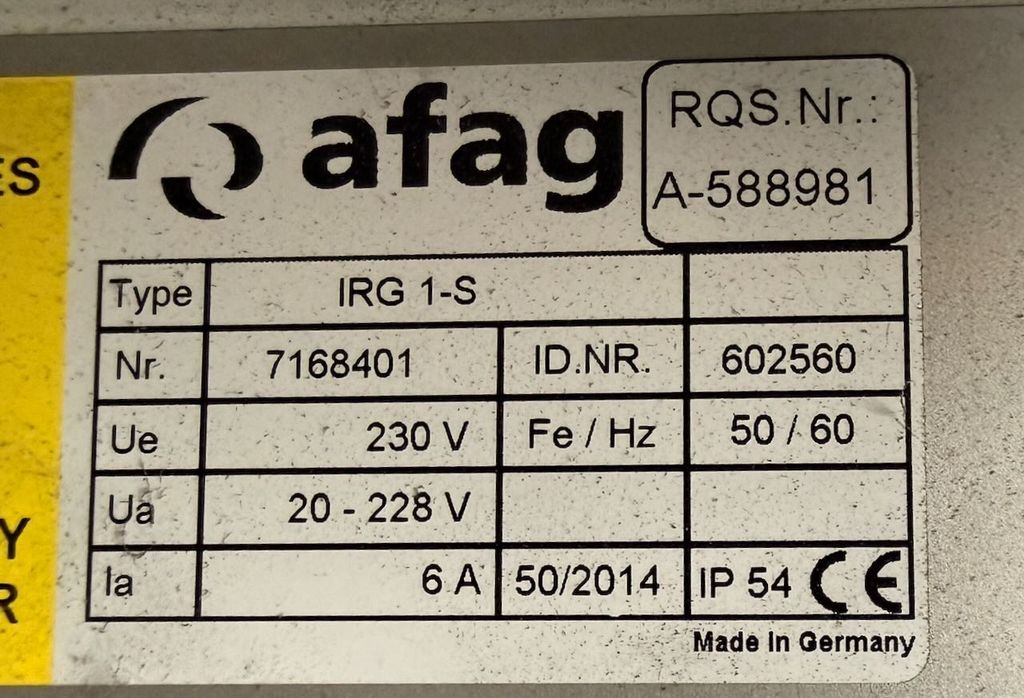 afag
RQS.Nr.:
A-588981
Type IRG 1-S
Nr. 7168401 ID.NR. 602560
Ue 230 V Fe / Hz 50 / 60
Ua 20 - 228 V
Ia 6 A 50/2014 IP 54 CE
Made in Germany
ES
Y
R